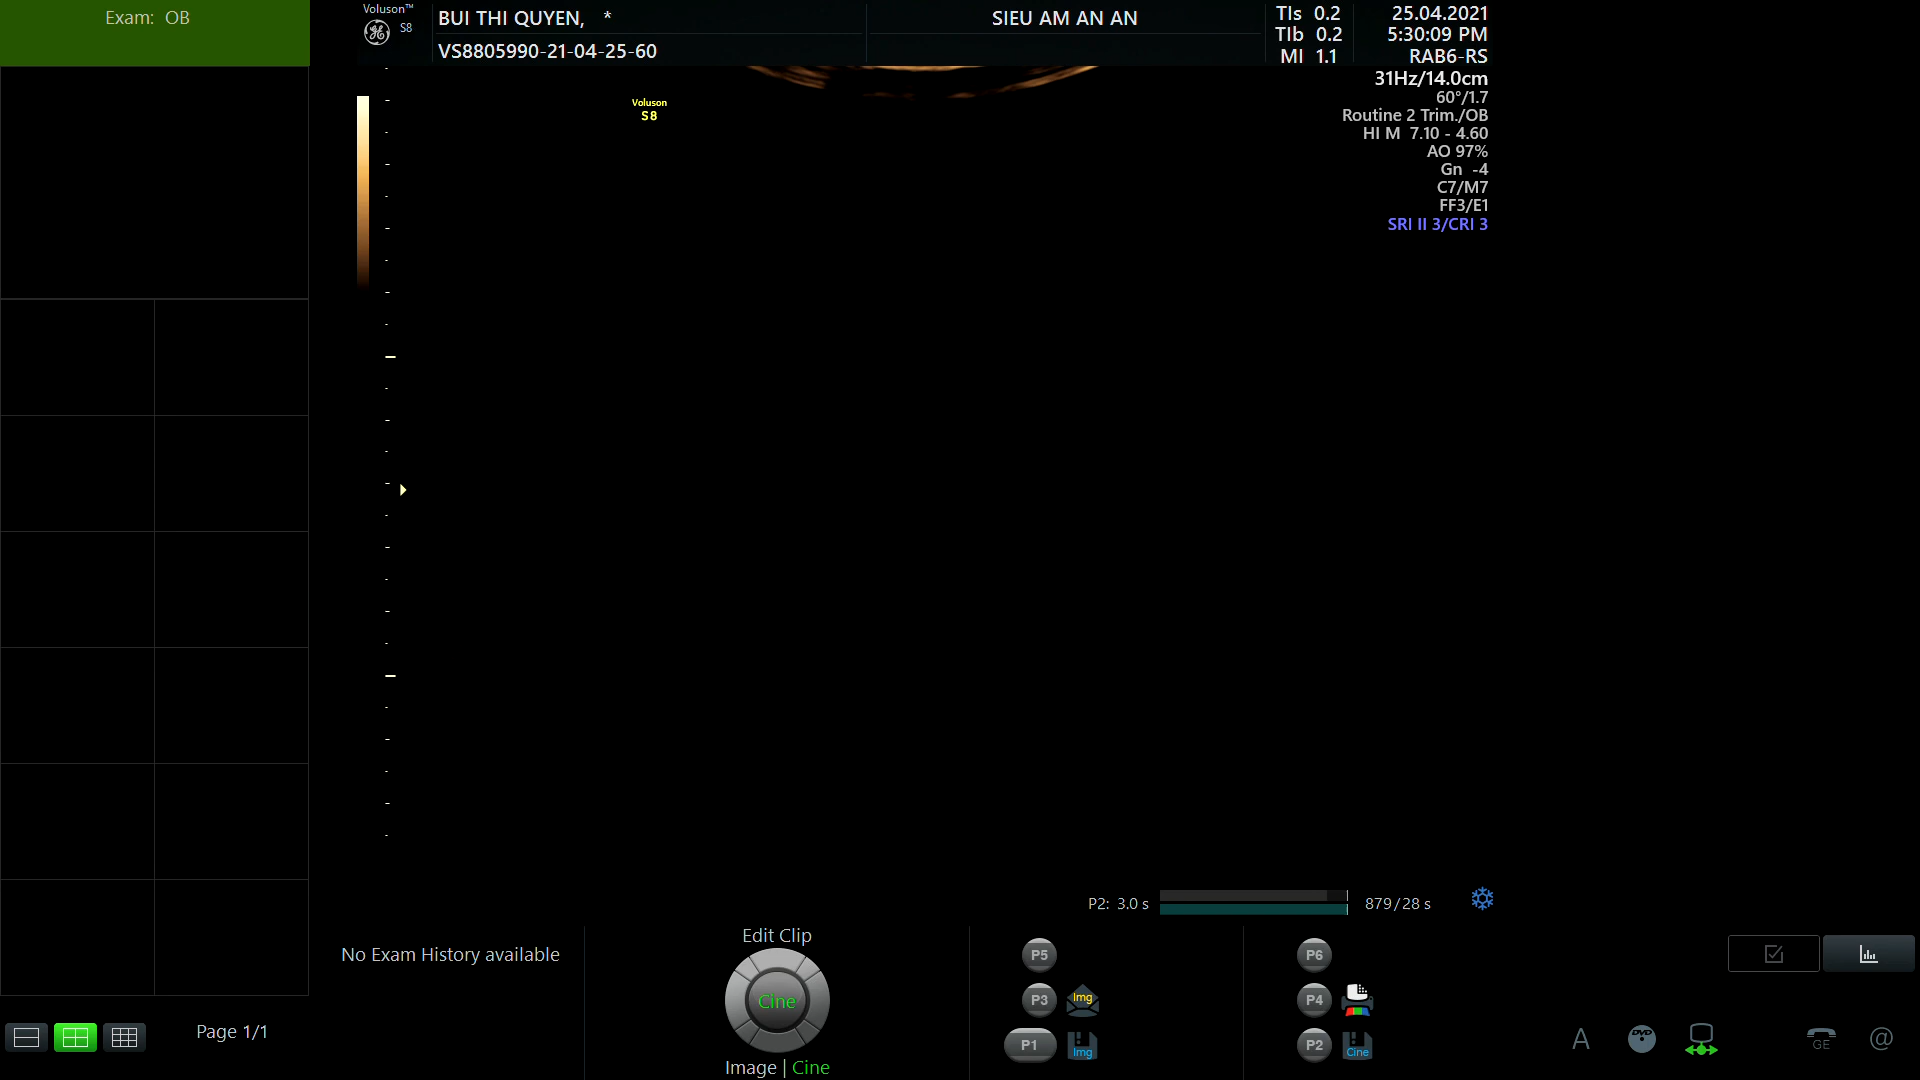 Exam: OB
Voluson™
S8
BUI THI QUYEN, *
VS8805990-21-04-25-60
SIEU AM AN AN
TIs 0.2
TIb 0.2
MI 1.1
25.04.2021
5:30:09 PM
RAB6-RS
31Hz/14.0cm
60°/1.7
Routine 2 Trim./OB
HI M 7.10 - 4.60
AO 97%
Gn -4
C7/M7
FF3/E1
SRI II 3/CRI 3
Voluson
S8
P2: 3.0 s
879/28 s
No Exam History available
Edit Clip
Cine
Image | Cine
P5
P3 Img
P1 Img
P6
P4
P2 Cine
Page 1/1
A
DVD
GE
@